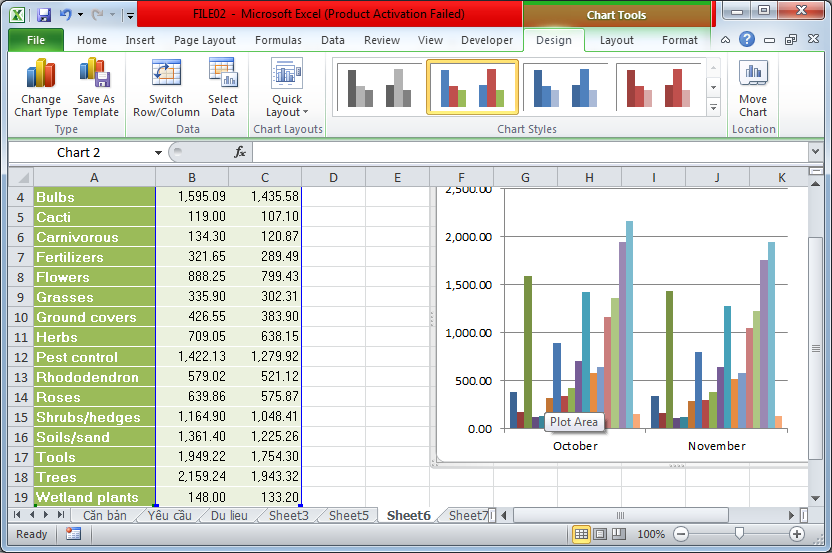 FILE02 - Microsoft Excel (Product Activation Failed)
Chart Tools
File Home Insert Page Layout Formulas Data Review View Developer Design Layout Format
Change Chart Type
Save As Template
Switch Row/Column
Select Data
Quick Layout
Move Chart
Type
Data
Chart Layouts
Chart Styles
Location
Chart 2
fx
A B C D E F G H I J K
4 Bulbs 1,595.09 1,435.58
5 Cacti 119.00 107.10
6 Carnivorous 134.30 120.87
7 Fertilizers 321.65 289.49
8 Flowers 888.25 799.43
9 Grasses 335.90 302.31
10 Ground covers 426.55 383.90
11 Herbs 709.05 638.15
12 Pest control 1,422.13 1,279.92
13 Rhododendron 579.02 521.12
14 Roses 639.86 575.87
15 Shrubs/hedges 1,164.90 1,048.41
16 Soils/sand 1,361.40 1,225.26
17 Tools 1,949.22 1,754.30
18 Trees 2,159.24 1,943.32
19 Wetland plants 148.00 133.20
2,500.00
2,000.00
1,500.00
1,000.00
500.00
0.00
Plot Area
October
November
Căn bản Yêu cầu Du lieu Sheet3 Sheet5 Sheet6 Sheet7
Ready
100%